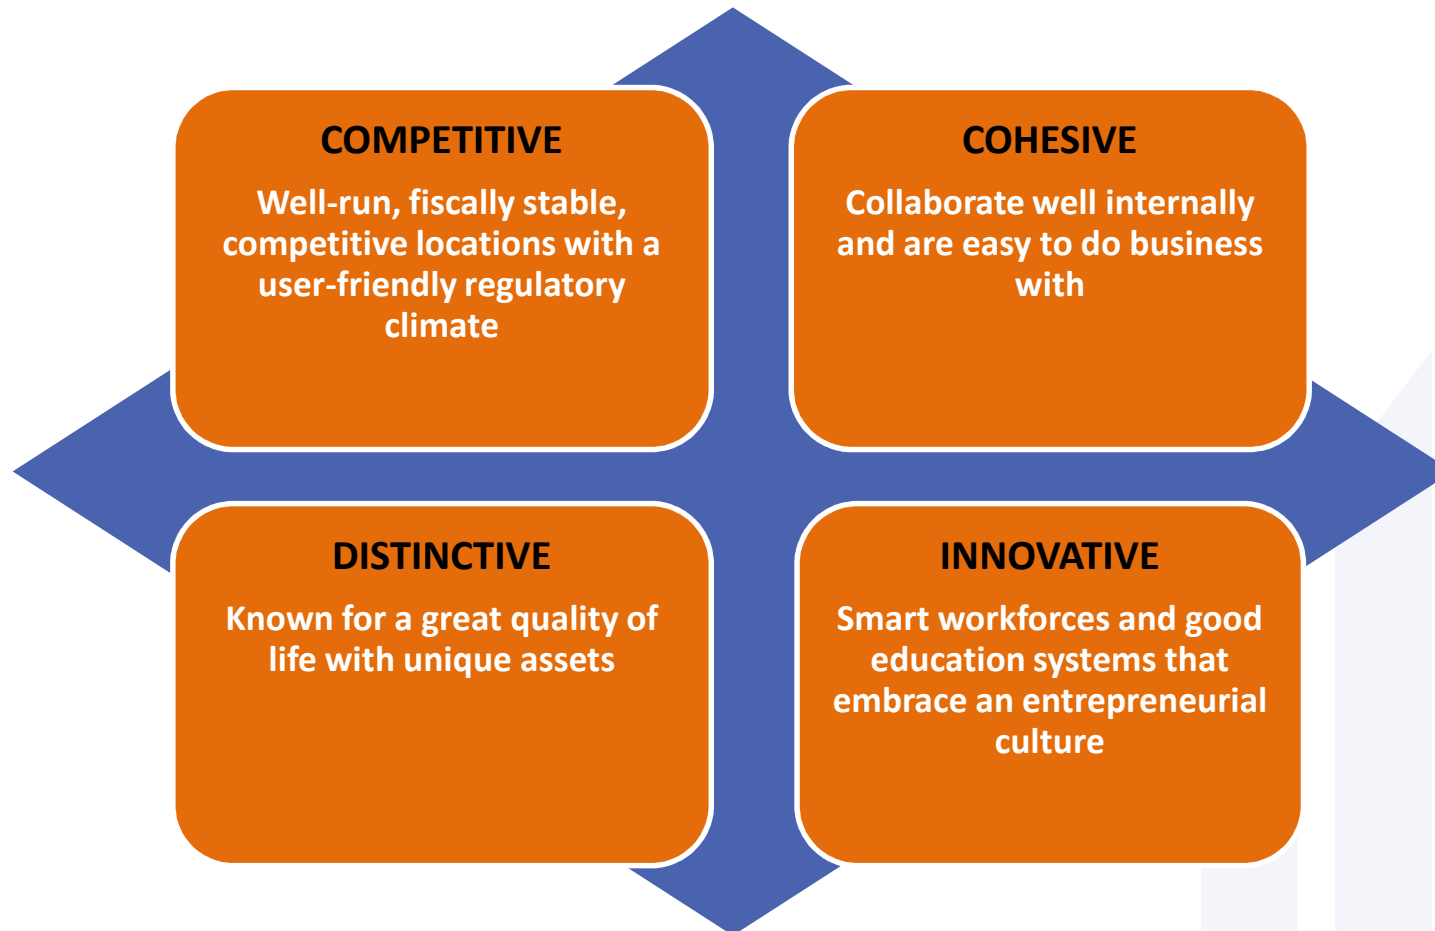 COMPETITIVE
Well-run, fiscally stable,
competitive locations with a
user-friendly regulatory
climate
COHESIVE
Collaborate well internally
and are easy to do business
with
DISTINCTIVE
Known for a great quality of
life with unique assets
INNOVATIVE
Smart workforces and good
education systems that
embrace an entrepreneurial
culture